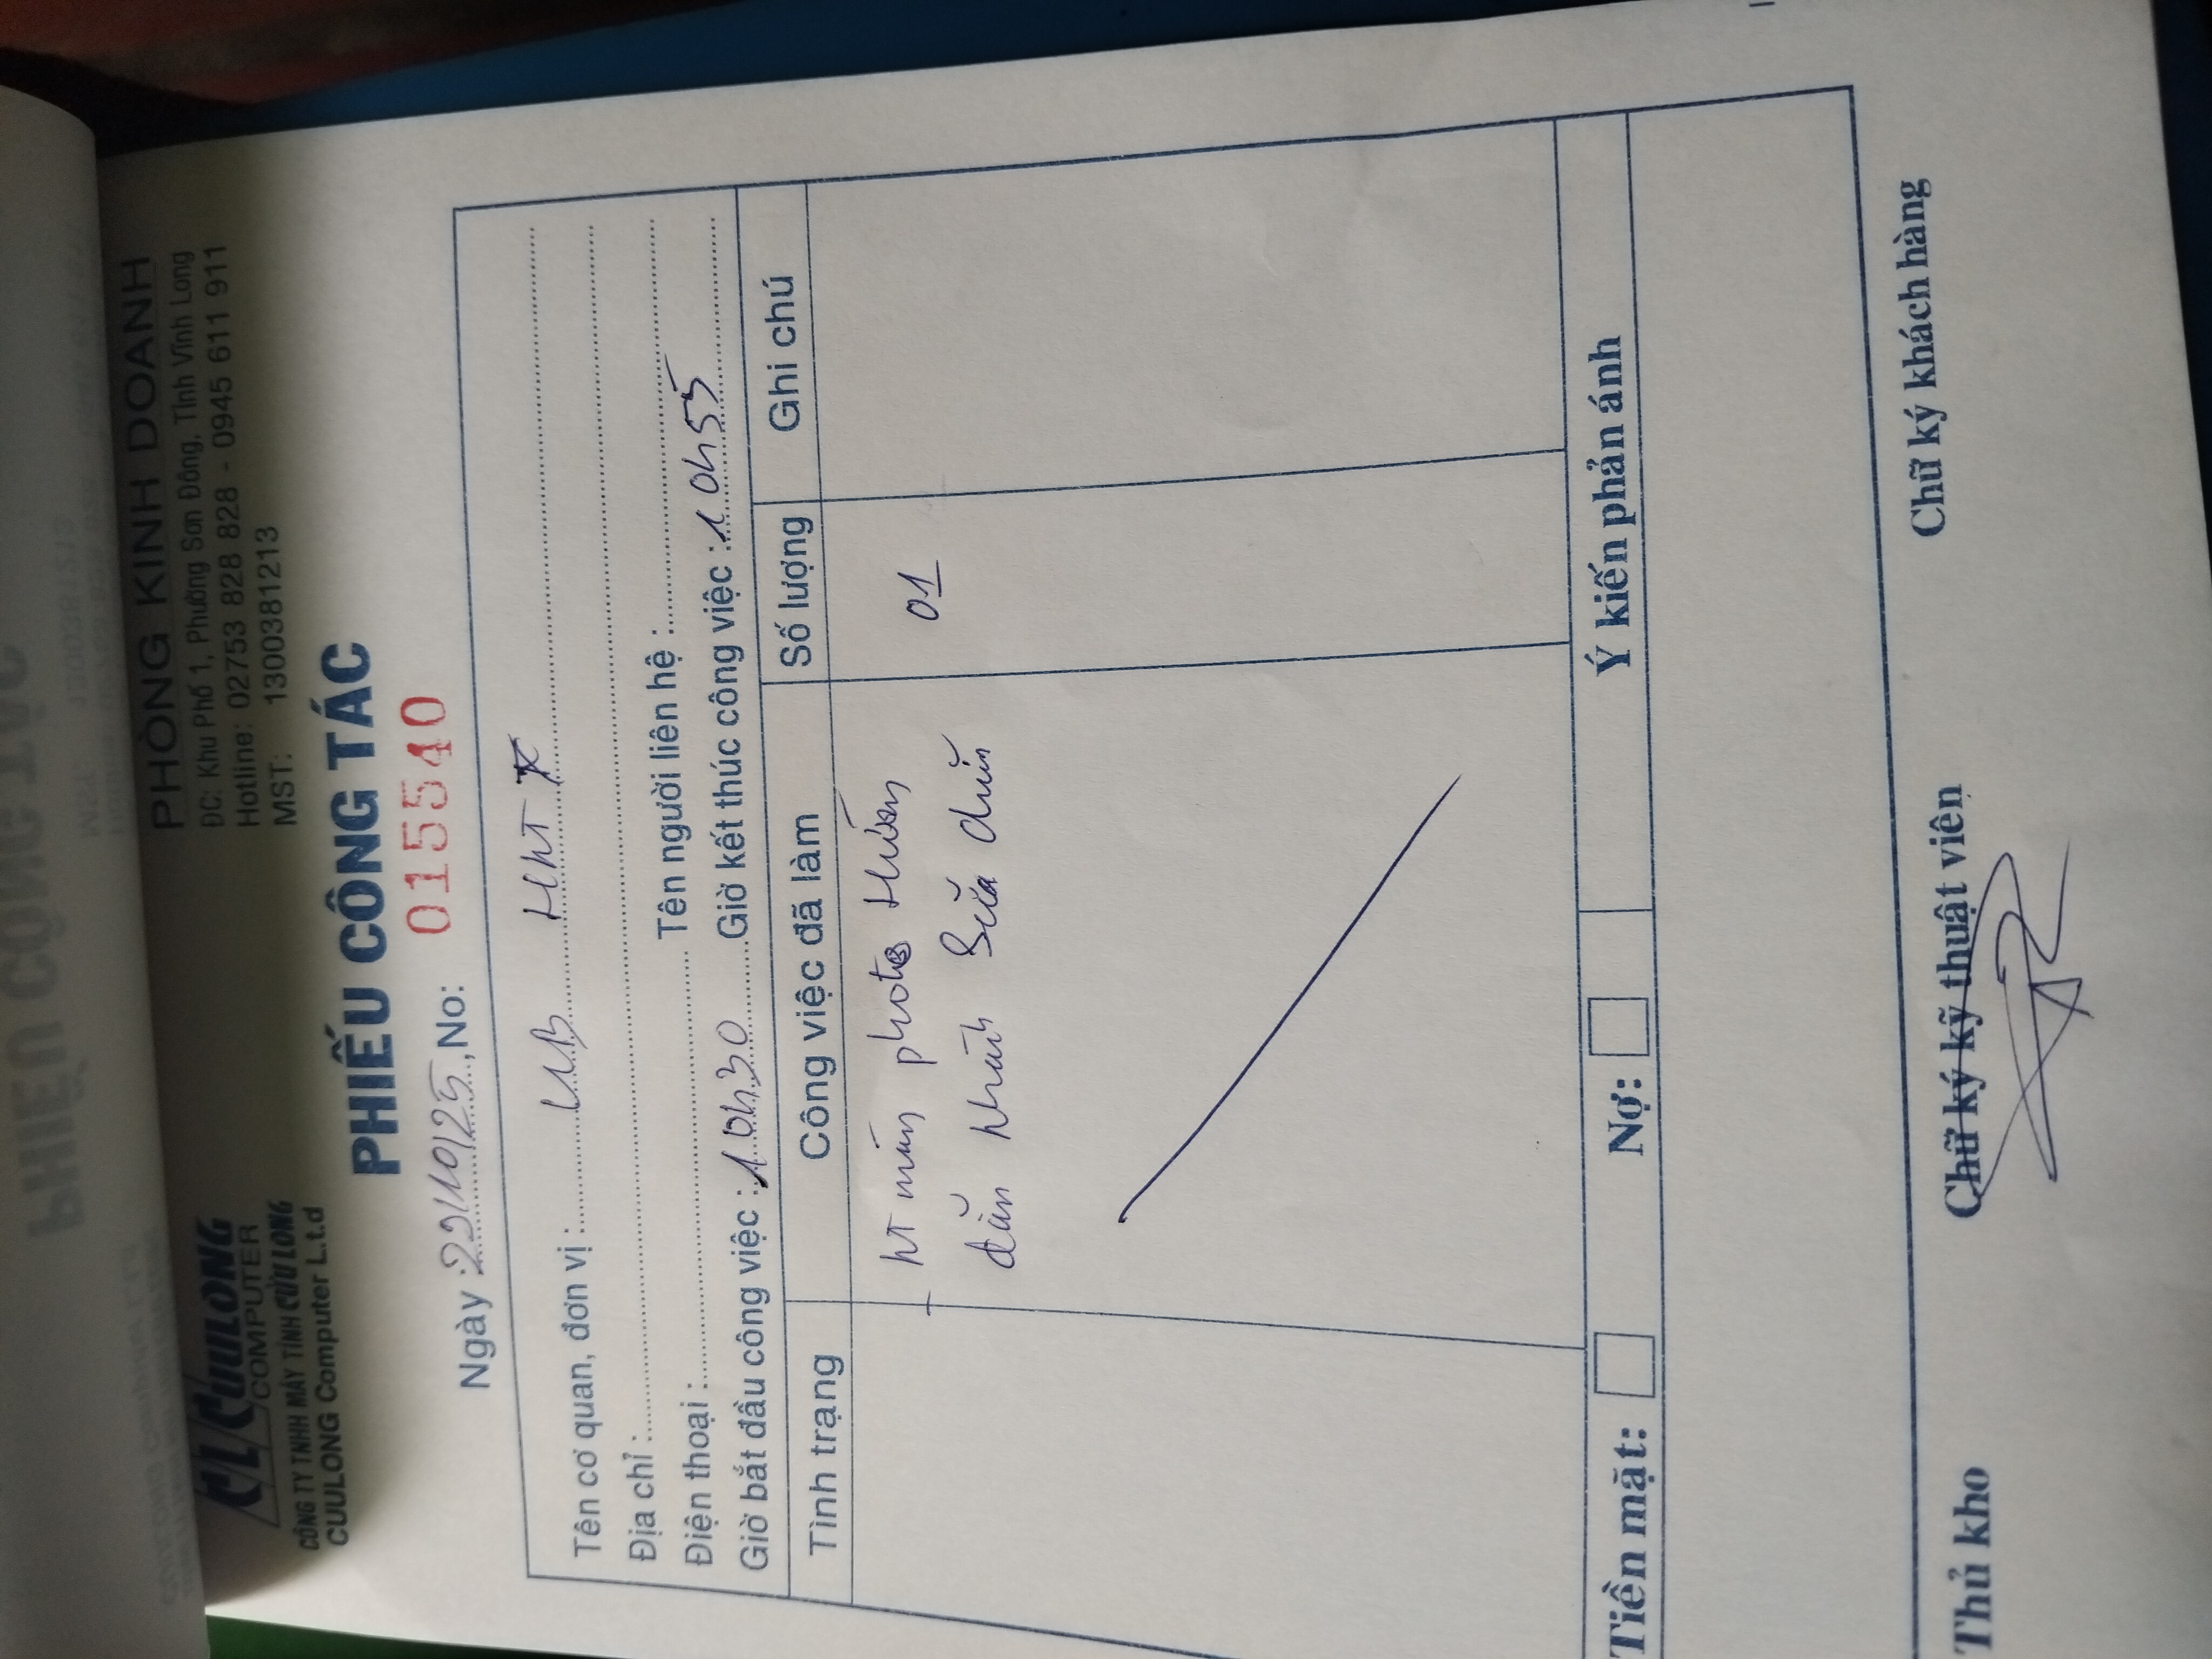 CL CUULONG
COMPUTER
CÔNG TY TNHH MÁY TÍNH CỬU LONG
CUULONG Computer L.t.d
PHÒNG KINH DOANH
ĐC: Khu Phố 1, Phường Sơn Đông, Tỉnh Vĩnh Long
Hotline: 02753 828 828 - 0945 611 911
MST: 1300381213
PHIẾU CÔNG TÁC
Ngày : 22/10/25, No: 015540
Tên cơ quan, đơn vị : UB
Địa chỉ :
Điện thoại : Tên người liên hệ :
Giờ bắt đầu công việc : 10h30 Giờ kết thúc công việc : 10h55
Tình trạng Công việc đã làm Số lượng Ghi chú
+ KT máy photo 01
Tiền mặt: Nợ: Ý kiến phản ánh
Thủ kho Chữ ký kỹ thuật viên Chữ ký khách hàng